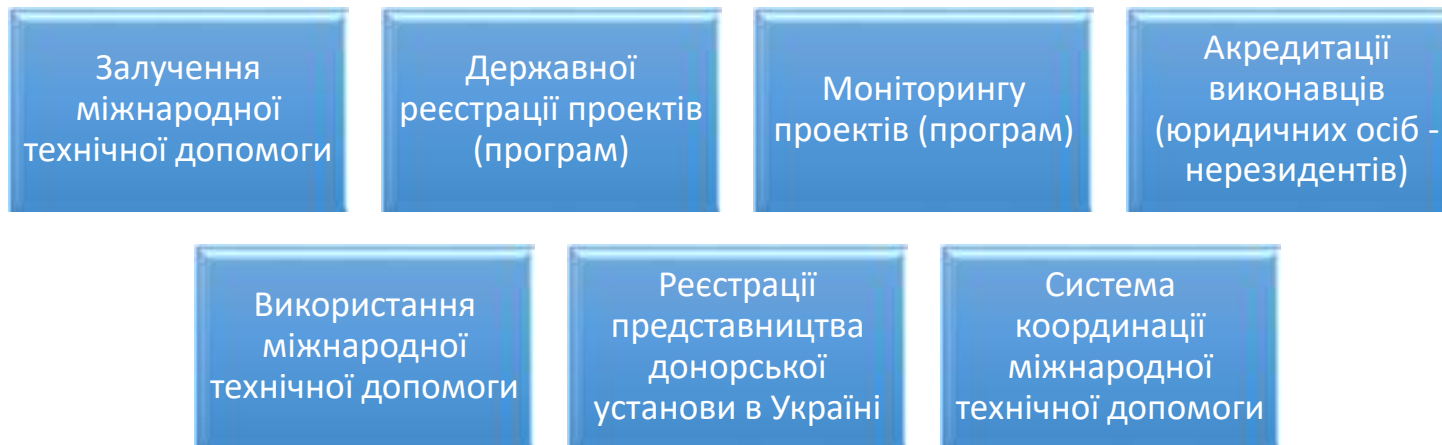 Залучення
міжнародної
технічної допомоги
Державної
реєстрації проектів
(програм)
Моніторингу
проектів (програм)
Акредитації
виконавців
(юридичних осіб -
нерезидентів)
Використання
міжнародної
технічної допомоги
Реєстрації
представництва
донорської
установи в Україні
Система
координації
міжнародної
технічної допомоги